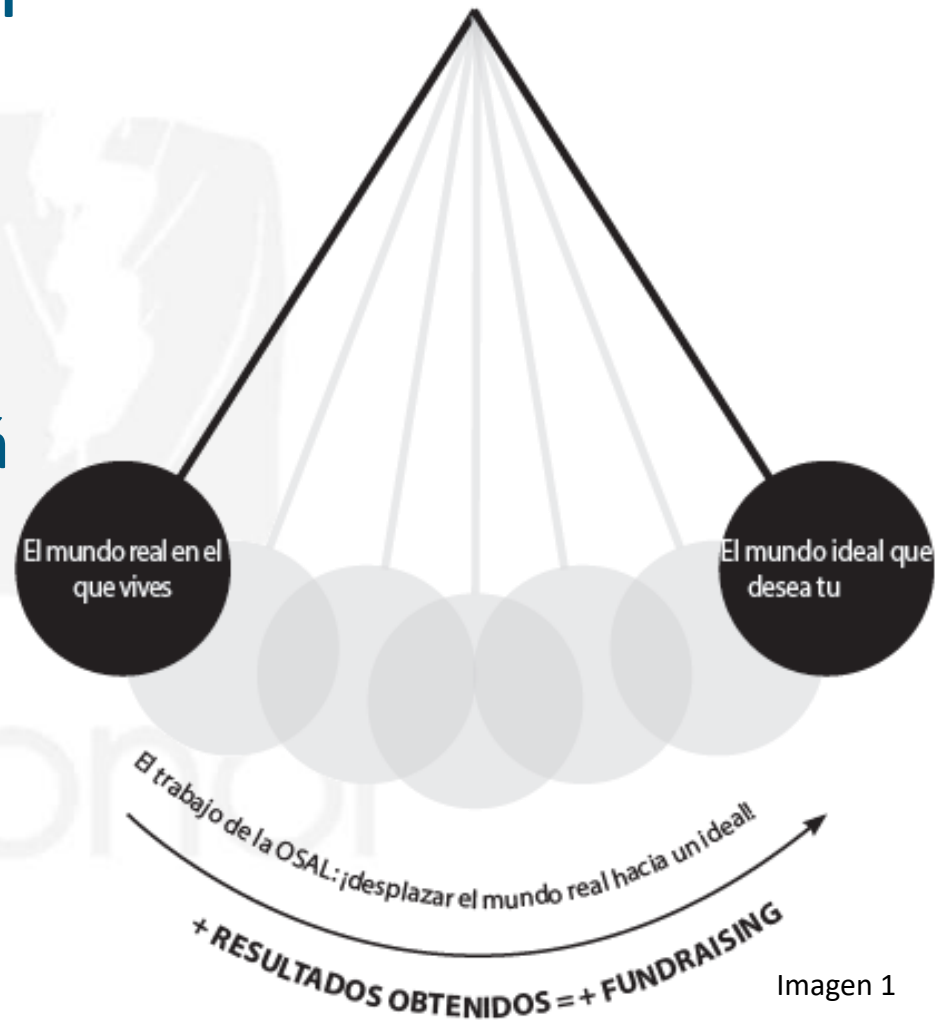 El mundo real en el
que vives
El mundo ideal que
desea tu
El trabajo de la OSAL: ¡desplazar el mundo real hacia un ideal!
+ RESULTADOS OBTENIDOS = + FUNDRAISING
Imagen 1